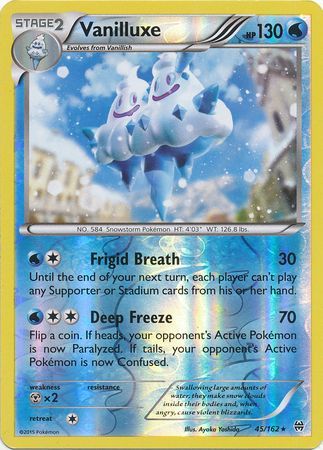 STAGE2
Vanilluxe
HP130
Evolves from Vanillish
NO. 584 Snowstorm Pokémon HT: 4'03" WT: 126.8 lbs.
Frigid Breath 30
Until the end of your next turn, each player can't play
any Supporter or Stadium cards from his or her hand.
Deep Freeze 70
Flip a coin. If heads, your opponent's Active Pokémon
is now Paralyzed. If tails, your opponent's Active
Pokémon is now Confused.
weakness resistance
×2
retreat
Swallowing large amounts of
water, they make snow clouds inside
their bodies and, when
angry, cause violent blizzards.
©2015 Pokémon
Illus. Ayaka Yoshida
45/162